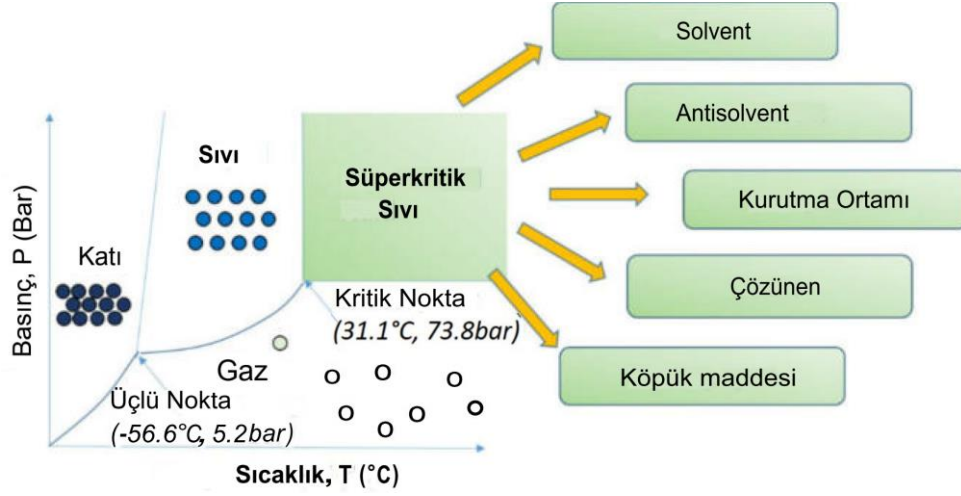 Solvent
Antisolvent
Kurutma Ortamı
Çözünen
Köpük maddesi
Süperkritik
Sıvı
Sıvı
Katı
Gaz
Kritik Nokta
(31.1°C, 73.8bar)
Üçlü Nokta
(-56.6°C, 5.2bar)
Basınç, P (Bar)
Sıcaklık, T (°C)